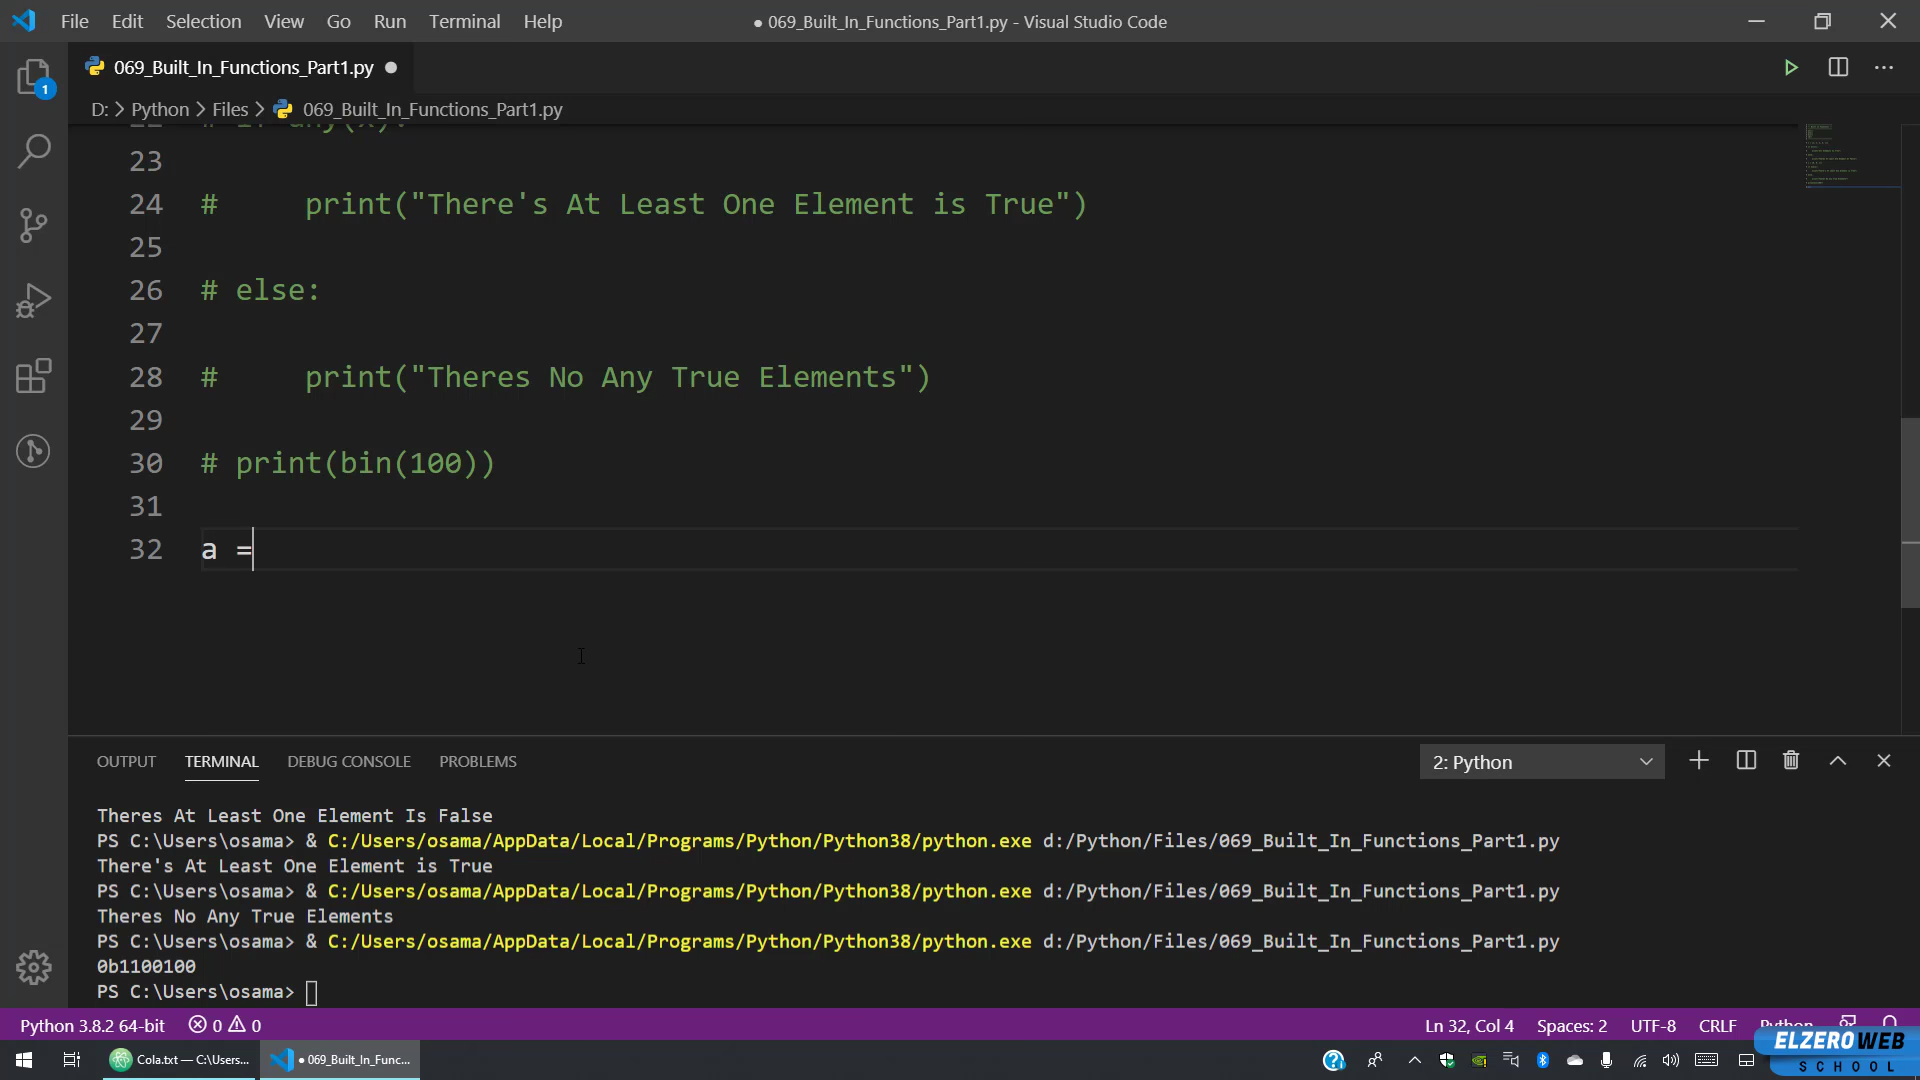 File Edit Selection View Go Run Terminal Help
● 069_Built_In_Functions_Part1.py - Visual Studio Code
069_Built_In_Functions_Part1.py ●
1
D: > Python > Files > 069_Built_In_Functions_Part1.py
22 # if any(x):
23
24 #     print("There's At Least One Element is True")
25
26 # else:
27
28 #     print("Theres No Any True Elements")
29
30 # print(bin(100))
31
32 a =
OUTPUT TERMINAL DEBUG CONSOLE PROBLEMS
2: Python
Theres At Least One Element Is False
PS C:\Users\osama> & C:/Users/osama/AppData/Local/Programs/Python/Python38/python.exe d:/Python/Files/069_Built_In_Functions_Part1.py
There's At Least One Element is True
PS C:\Users\osama> & C:/Users/osama/AppData/Local/Programs/Python/Python38/python.exe d:/Python/Files/069_Built_In_Functions_Part1.py
Theres No Any True Elements
PS C:\Users\osama> & C:/Users/osama/AppData/Local/Programs/Python/Python38/python.exe d:/Python/Files/069_Built_In_Functions_Part1.py
0b1100100
PS C:\Users\osama>
Python 3.8.2 64-bit 0 0 Ln 32, Col 4 Spaces: 2 UTF-8 CRLF Python
Cola.txt — C:\Users... ● 069_Built_In_Func...
ELZEROWEB
SCHOOL